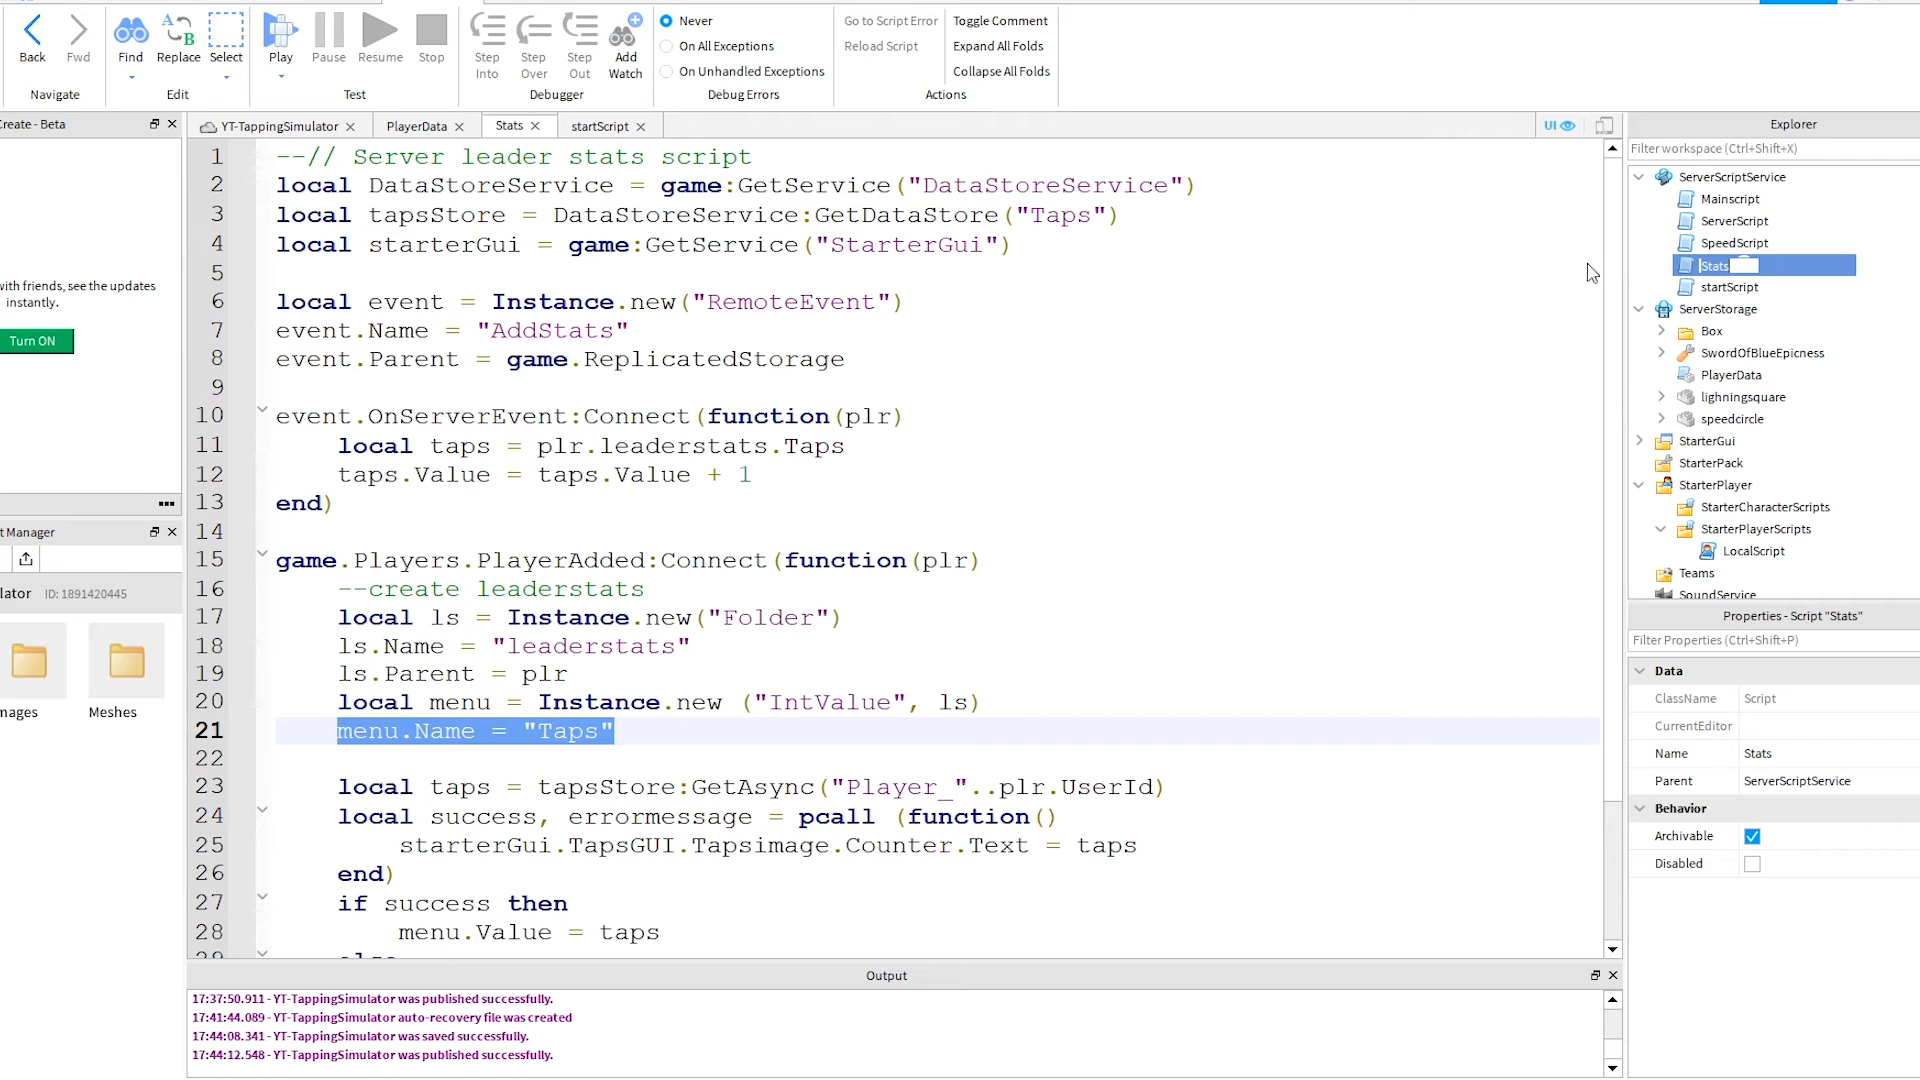 Back
Fwd
Find
Replace
Select
Play
Pause
Resume
Stop
Step Into
Step Over
Step Out
Add Watch
Never
On All Exceptions
On Unhandled Exceptions
Go to Script Error
Reload Script
Toggle Comment
Expand All Folds
Collapse All Folds
Navigate
Edit
Test
Debugger
Debug Errors
Actions
Create - Beta
with friends, see the updates
instantly.
Turn ON
t Manager
lator ID: 1891420445
mages
Meshes
YT-TappingSimulator
PlayerData
Stats
startScript
UI
1 --// Server leader stats script
2 local DataStoreService = game:GetService("DataStoreService")
3 local tapsStore = DataStoreService:GetDataStore("Taps")
4 local starterGui = game:GetService("StarterGui")
5
6 local event = Instance.new("RemoteEvent")
7 event.Name = "AddStats"
8 event.Parent = game.ReplicatedStorage
9
10 event.OnServerEvent:Connect(function(plr)
11 local taps = plr.leaderstats.Taps
12 taps.Value = taps.Value + 1
13 end)
14
15 game.Players.PlayerAdded:Connect(function(plr)
16 --create leaderstats
17 local ls = Instance.new("Folder")
18 ls.Name = "leaderstats"
19 ls.Parent = plr
20 local menu = Instance.new ("IntValue", ls)
21 menu.Name = "Taps"
22
23 local taps = tapsStore:GetAsync("Player_"..plr.UserId)
24 local success, errormessage = pcall (function()
25 starterGui.TapsGUI.Tapsimage.Counter.Text = taps
26 end)
27 if success then
28 menu.Value = taps
Output
17:37:50.911 - YT-TappingSimulator was published successfully.
17:41:44.089 - YT-TappingSimulator auto-recovery file was created
17:44:08.341 - YT-TappingSimulator was saved successfully.
17:44:12.548 - YT-TappingSimulator was published successfully.
Explorer
Filter workspace (Ctrl+Shift+X)
ServerScriptService
Mainscript
ServerScript
SpeedScript
Stats
startScript
ServerStorage
Box
SwordOfBlueEpicness
PlayerData
lighningsquare
speedcircle
StarterGui
StarterPack
StarterPlayer
StarterCharacterScripts
StarterPlayerScripts
LocalScript
Teams
SoundService
Properties - Script "Stats"
Filter Properties (Ctrl+Shift+P)
Data
ClassName Script
CurrentEditor
Name Stats
Parent ServerScriptService
Behavior
Archivable
Disabled